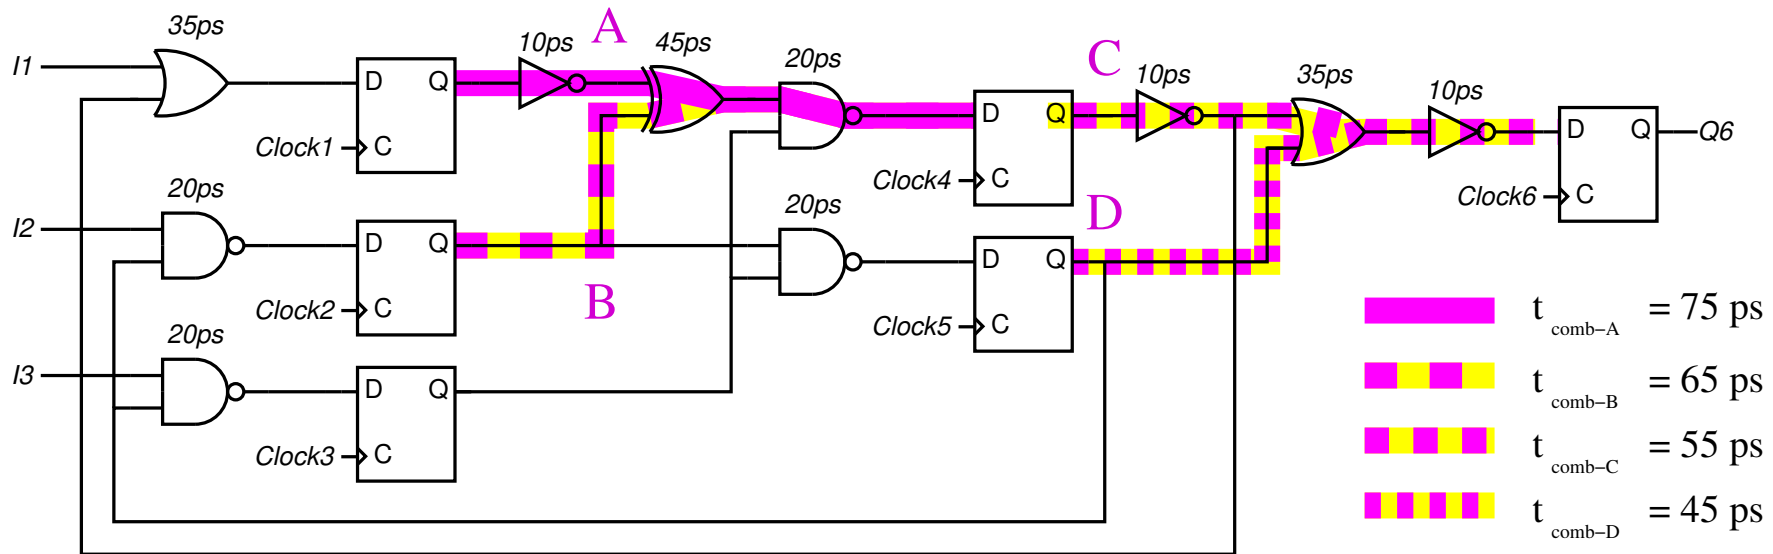 35ps
10ps
A
45ps
20ps
C
10ps
35ps
10ps
I1
D
Q
D
Q
D
Q
Q6
Clock1
C
Clock4
C
Clock6
C
20ps
20ps
D
I2
D
Q
D
Q
Clock2
C
B
Clock5
C
t comb–A = 75 ps
20ps
I3
D
Q
t comb–B = 65 ps
Clock3
C
t comb–C = 55 ps
t comb–D = 45 ps